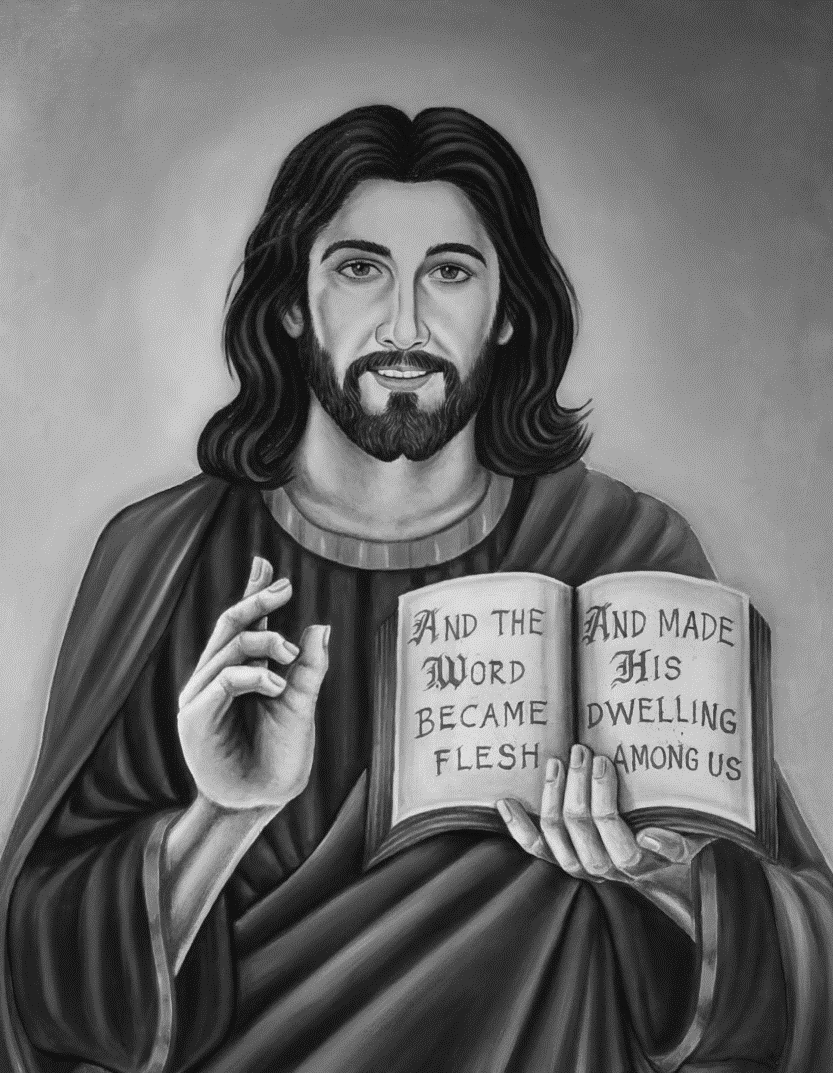 And the
Word
became
flesh
And made
His
dwelling
among us